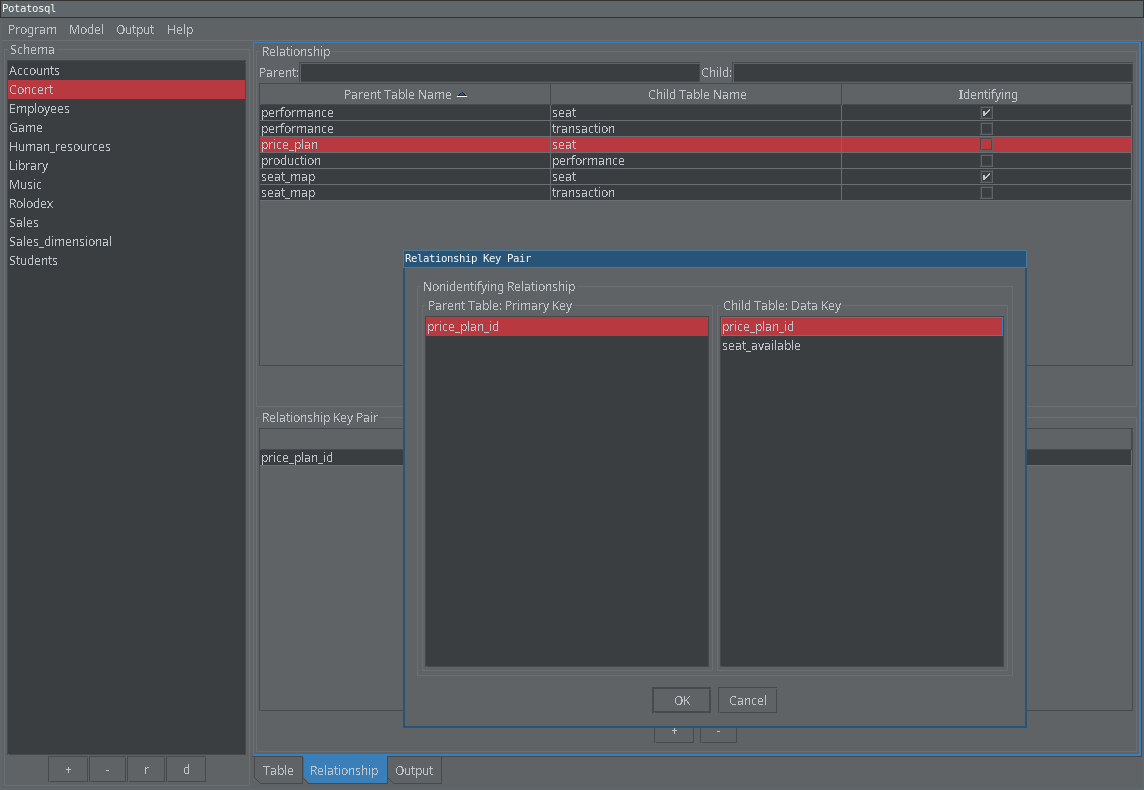 Potatosql
Program Model Output Help
Schema
Accounts
Concert
Employees
Game
Human_resources
Library
Music
Rolodex
Sales
Sales_dimensional
Students
+ - r d
Relationship
Parent: Child:
Parent Table Name Child Table Name Identifying
performance seat
performance transaction
price_plan seat
production performance
seat_map seat
seat_map transaction
Relationship Key Pair
price_plan_id
Relationship Key Pair
Nonidentifying Relationship
Parent Table: Primary Key Child Table: Data Key
price_plan_id price_plan_id
seat_available
OK Cancel
+ -
Table Relationship Output